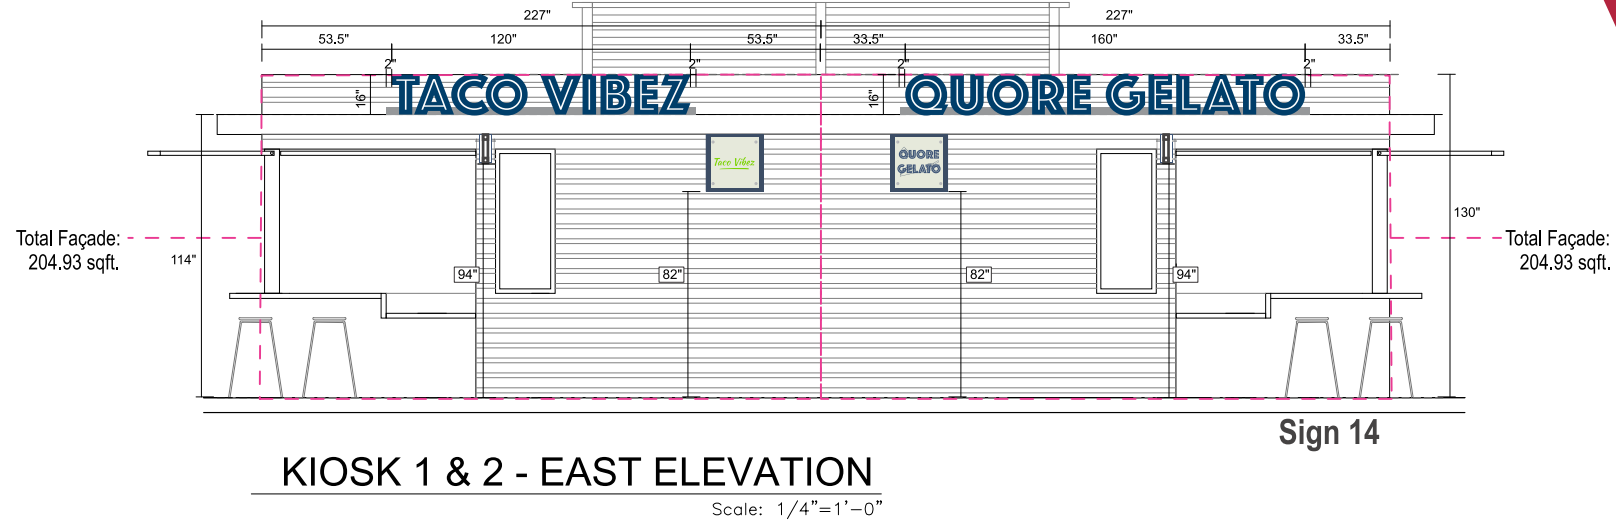 227" 227"
53.5" 120" 53.5" 33.5" 160" 33.5"
2" 2" 2" 2"
16" TACO VIBEZ 16" QUORE GELATO
Taco Vibez
QUORE
GELATO
130"
Total Façade:
204.93 sqft.
114"
Total Façade:
204.93 sqft.
94" 82" 82" 94"
Sign 14
KIOSK 1 & 2 - EAST ELEVATION
Scale: 1/4"=1'-0"